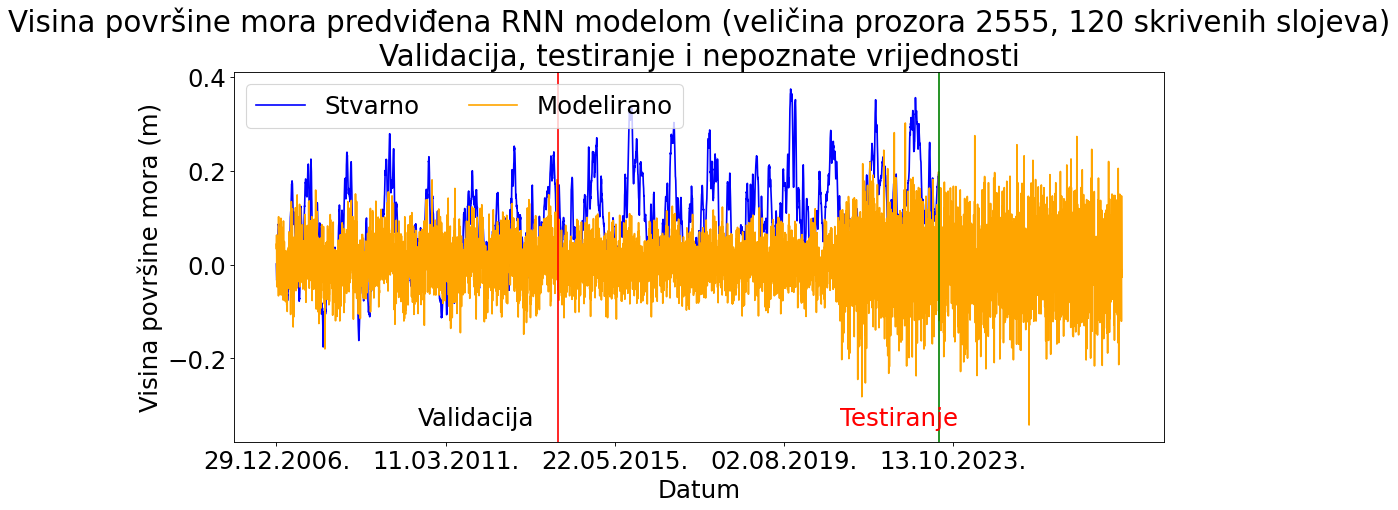 Visina površine mora predviđena RNN modelom (veličina prozora 2555, 120 skrivenih slojeva)
Validacija, testiranje i nepoznate vrijednosti
Stvarno
Modelirano
Visina površine mora (m)
0.4
0.2
0.0
−0.2
Validacija
Testiranje
29.12.2006.
11.03.2011.
22.05.2015.
02.08.2019.
13.10.2023.
Datum